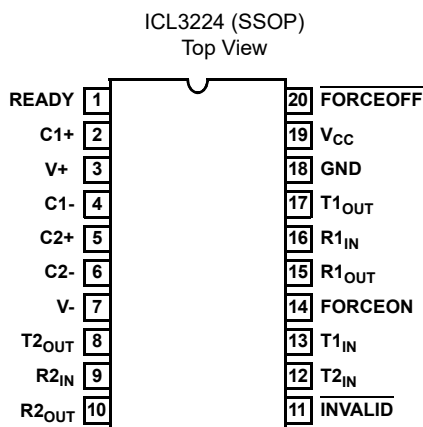 ICL3224 (SSOP)
Top View
READY 1 20 FORCEOFF
C1+ 2 19 VCC
V+ 3 18 GND
C1- 4 17 T1OUT
C2+ 5 16 R1IN
C2- 6 15 R1OUT
V- 7 14 FORCEON
T2OUT 8 13 T1IN
R2IN 9 12 T2IN
R2OUT 10 11 INVALID